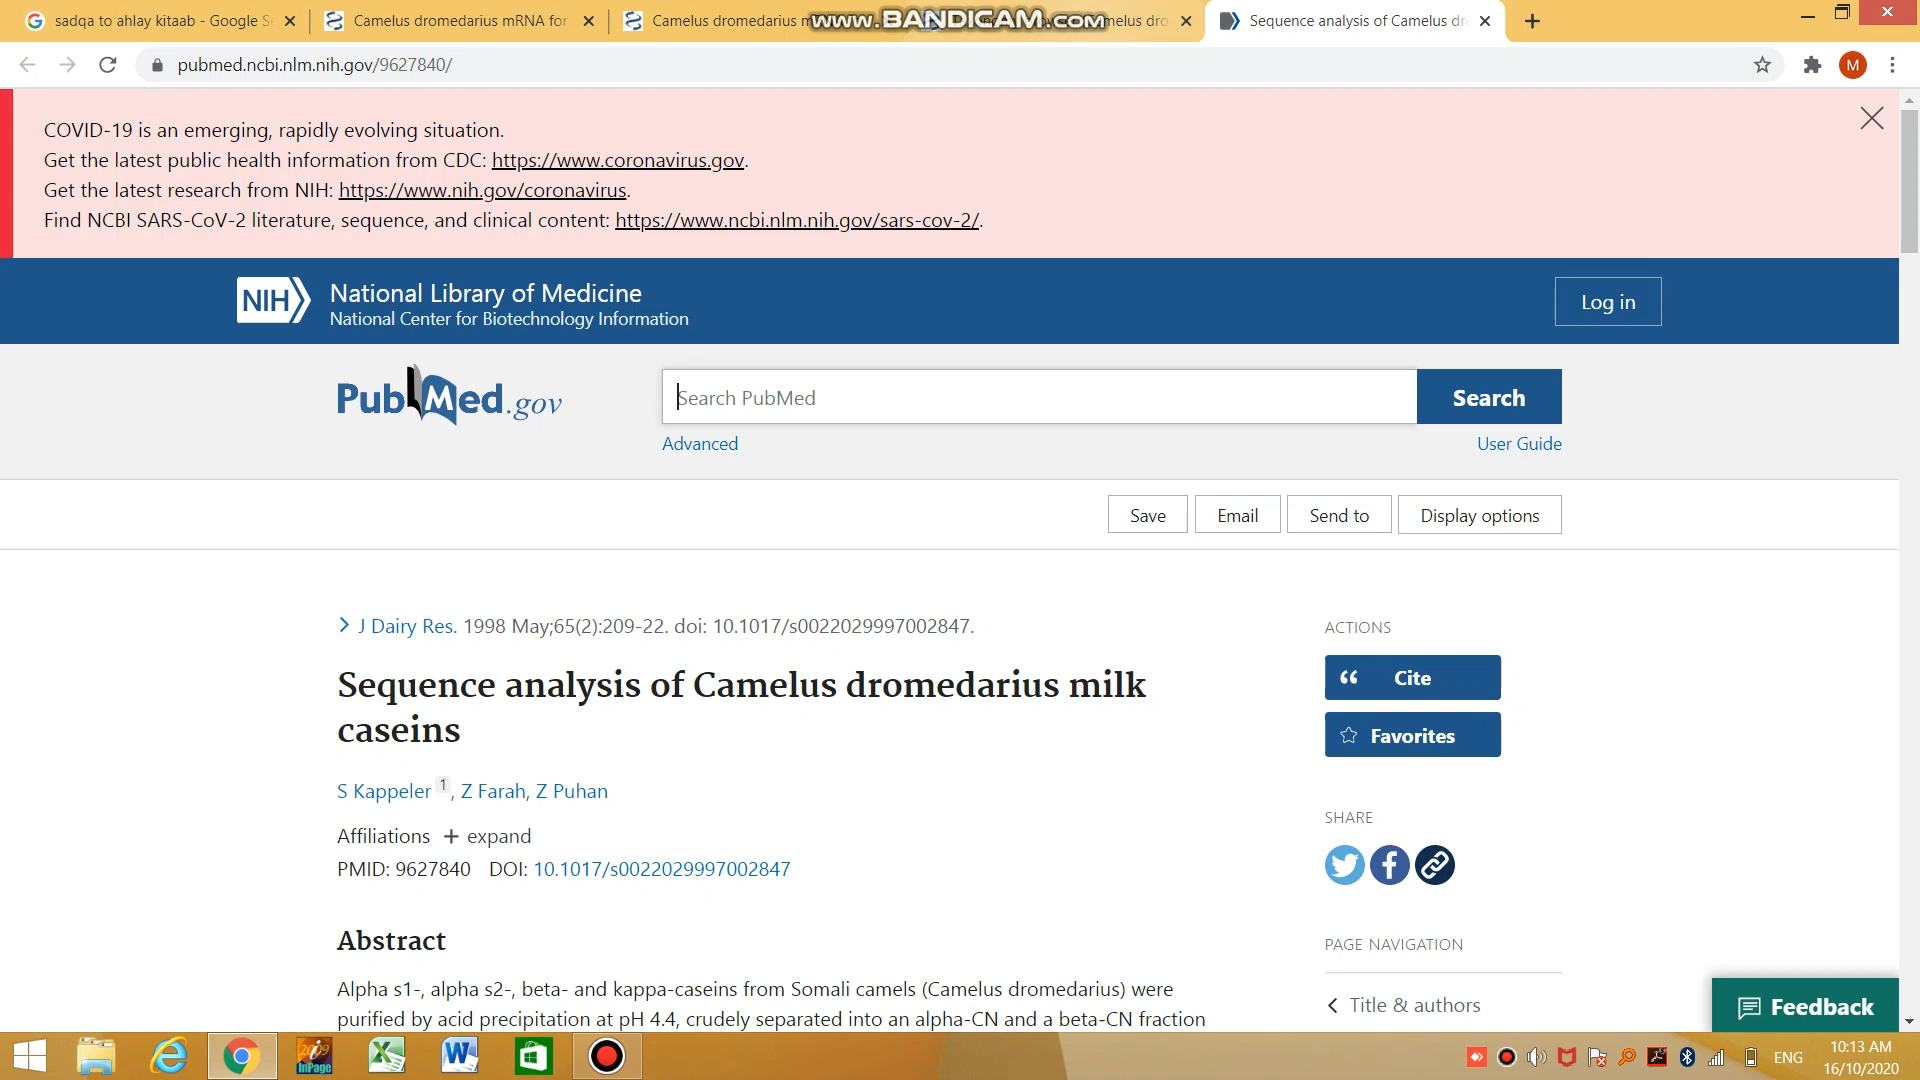 sadqa to ahlay kitaab - Google Se
Camelus dromedarius mRNA for
Camelus dromedarius m
www.BANDICAM.com
Sequence analysis of Camelus dr
pubmed.ncbi.nlm.nih.gov/9627840/
M
COVID-19 is an emerging, rapidly evolving situation.
Get the latest public health information from CDC: https://www.coronavirus.gov.
Get the latest research from NIH: https://www.nih.gov/coronavirus.
Find NCBI SARS-CoV-2 literature, sequence, and clinical content: https://www.ncbi.nlm.nih.gov/sars-cov-2/.
NIH
National Library of Medicine
National Center for Biotechnology Information
Log in
PubMed.gov
Search PubMed
Search
Advanced
User Guide
Save
Email
Send to
Display options
J Dairy Res. 1998 May;65(2):209-22. doi: 10.1017/s0022029997002847.
Sequence analysis of Camelus dromedarius milk
caseins
S Kappeler 1, Z Farah, Z Puhan
Affiliations + expand
PMID: 9627840 DOI: 10.1017/s0022029997002847
Abstract
Alpha s1-, alpha s2-, beta- and kappa-caseins from Somali camels (Camelus dromedarius) were
purified by acid precipitation at pH 4.4, crudely separated into an alpha-CN and a beta-CN fraction
ACTIONS
Cite
Favorites
SHARE
PAGE NAVIGATION
Title & authors
Feedback
2009
InPage
ENG
10:13 AM
16/10/2020